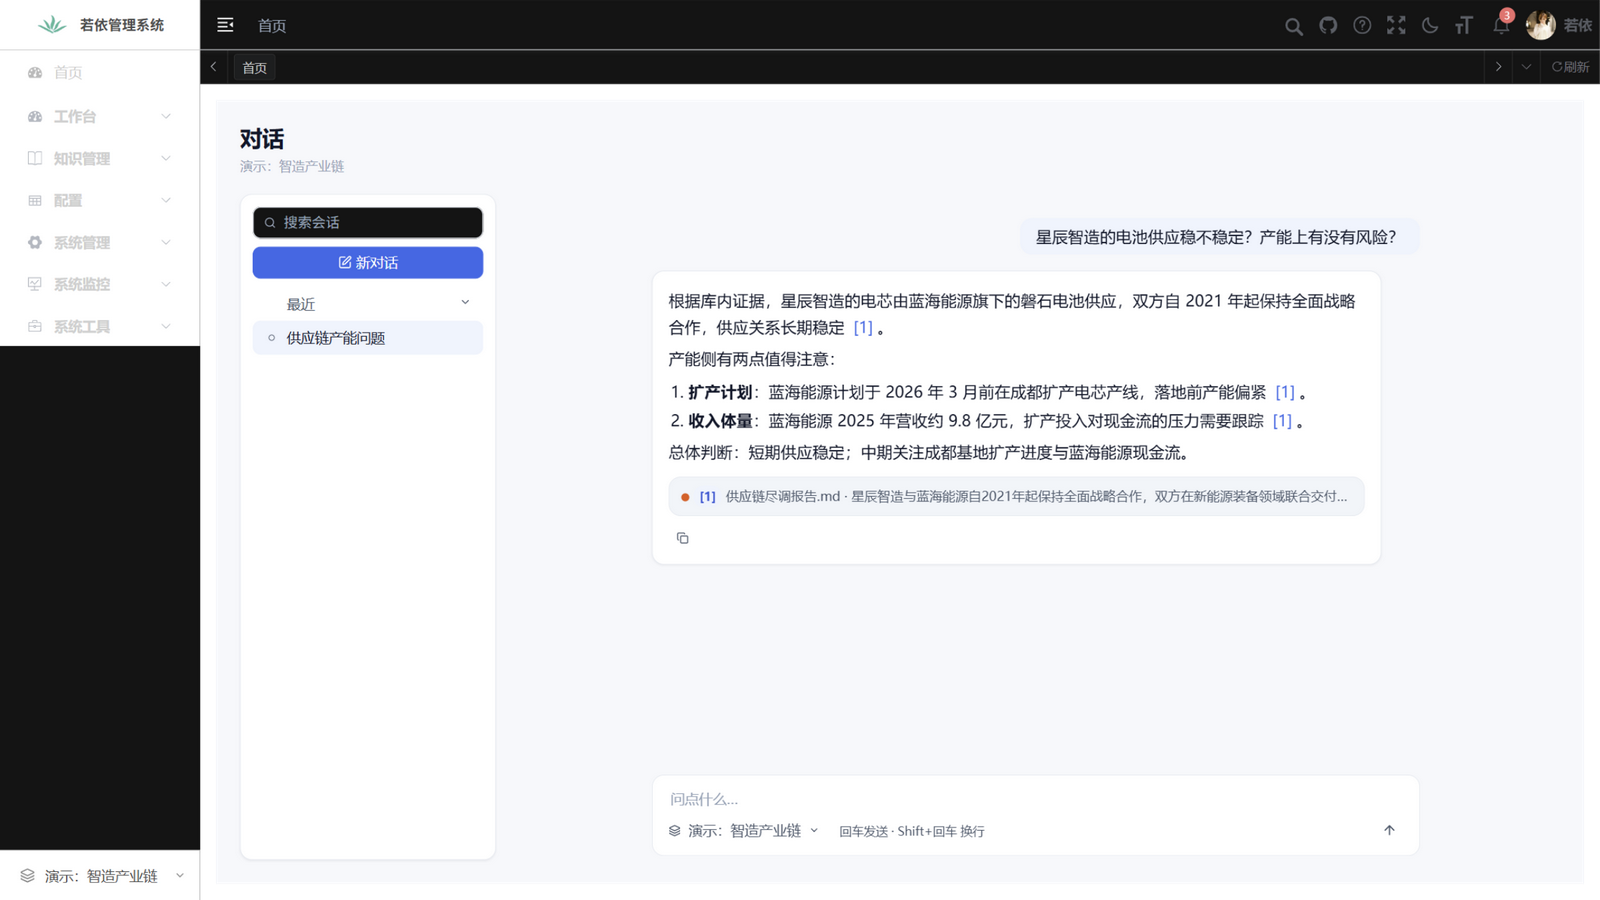 若依管理系统
首页
3
若依
首页
刷新
首页
工作台
知识管理
配置
系统管理
系统监控
系统工具
演示：智造产业链
对话
演示：智造产业链
搜索会话
新对话
最近
供应链产能问题
星辰智造的电池供应稳不稳定？产能上有没有风险？
根据库内证据，星辰智造的电芯由蓝海能源旗下的磐石电池供应，双方自 2021 年起保持全面战略
合作，供应关系长期稳定 [1] 。
产能侧有两点值得注意：
1. 扩产计划：蓝海能源计划于 2026 年 3 月前在成都扩产电芯产线，落地前产能偏紧 [1] 。
2. 收入体量：蓝海能源 2025 年营收约 9.8 亿元，扩产投入对现金流的压力需要跟踪 [1] 。
总体判断：短期供应稳定；中期关注成都基地扩产进度与蓝海能源现金流。
[1] 供应链尽调报告.md · 星辰智造与蓝海能源自2021年起保持全面战略合作，双方在新能源装备领域联合交付...
问点什么...
演示：智造产业链
回车发送 · Shift+回车 换行